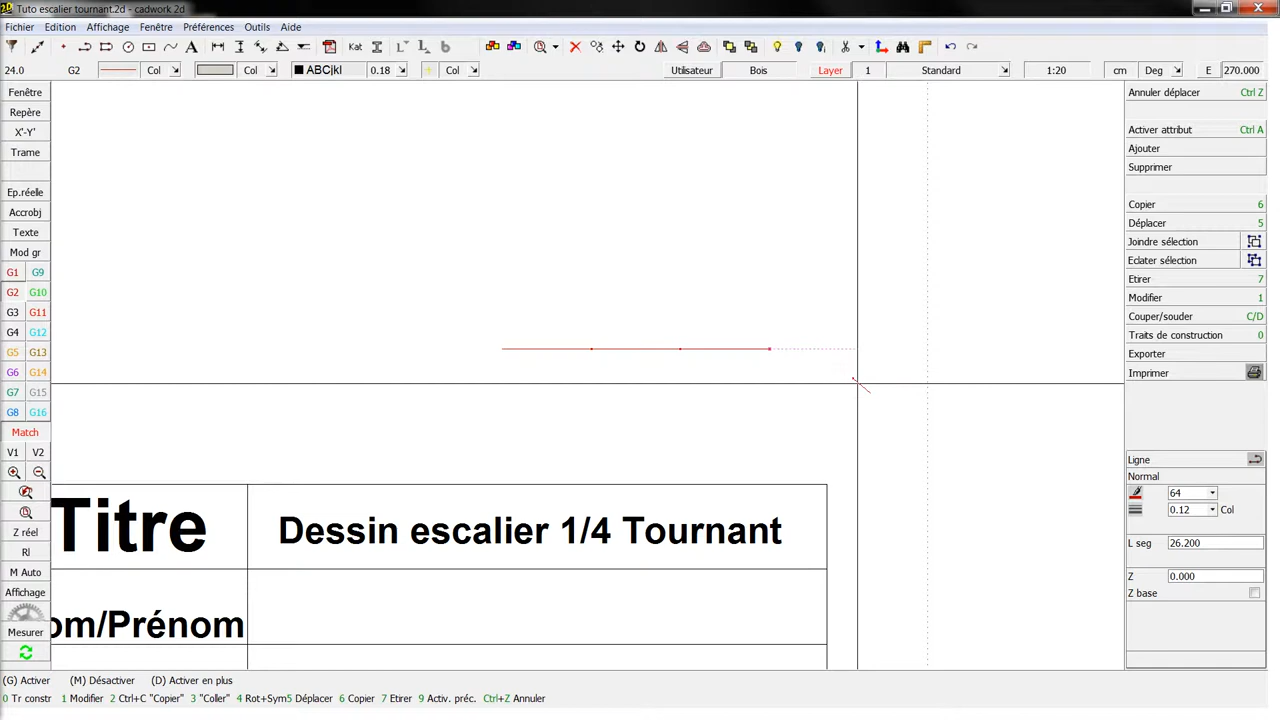 Tuto escalier tournant.2d - cadwork 2d
Fichier Edition Affichage Fenêtre Préférences Outils Aide
Kat
24.0 G2 Col Col ABCjkl 0.18 Col Utilisateur Bois Layer 1 Standard 1:20 cm Deg E 270.000
Fenêtre
Repère
X'-Y'
Trame
Ep.réelle
Accrobj
Texte
Mod gr
G1 G9
G2 G10
G3 G11
G4 G12
G5 G13
G6 G14
G7 G15
G8 G16
Match
V1 V2
Z réel
Rl
M Auto
Affichage
Mesurer
Titre
Dessin escalier 1/4 Tournant
om/Prénom
Annuler déplacer Ctrl Z
Activer attribut Ctrl A
Ajouter
Supprimer
Copier 6
Déplacer 5
Joindre sélection
Eclater sélection
Etirer 7
Modifier 1
Couper/souder C/D
Traits de construction 0
Exporter
Imprimer
Ligne
Normal
64
0.12 Col
L seg 26.200
Z 0.000
Z base
(G) Activer (M) Désactiver (D) Activer en plus
0 Tr constr 1 Modifier 2 Ctrl+C "Copier" 3 "Coller" 4 Rot+Sym5 Déplacer 6 Copier 7 Etirer 9 Activ. préc. Ctrl+Z Annuler